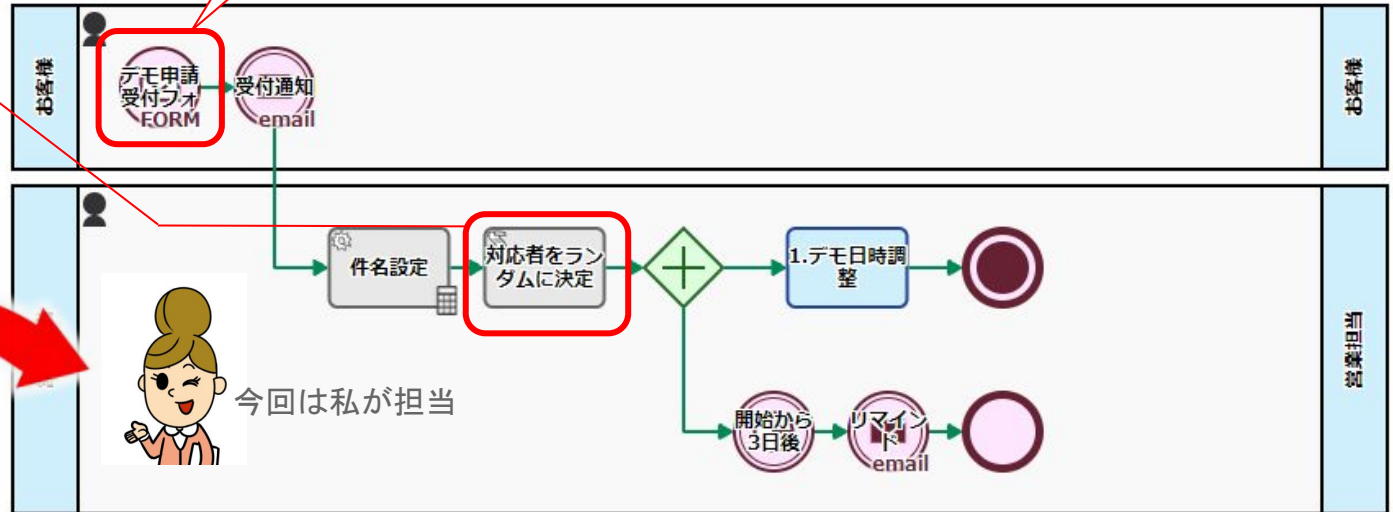 お客様
デモ申請
受付フォ
FORM
受付通知
email
お客様
件名設定
対応者をラン
ダムに決定
1.デモ日時調
整
今回は私が担当
開始から
3日後
リマイン
ド
email
営業担当